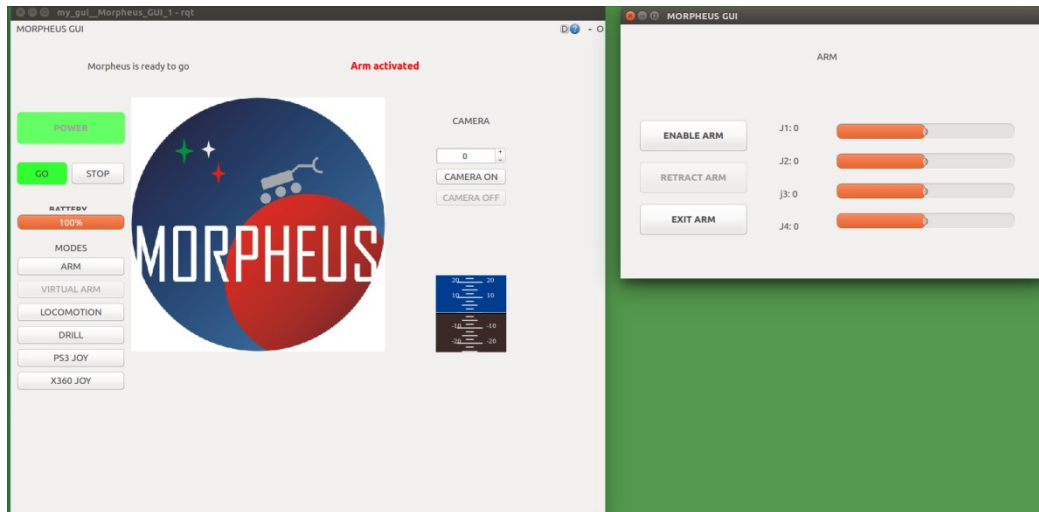 my_gui__Morpheus_GUI_1 - rqt
MORPHEUS GUI
D - O
Morpheus is ready to go
Arm activated
POWER
GO STOP
BATTERY
100%
MODES
ARM
VIRTUAL ARM
LOCOMOTION
DRILL
PS3 JOY
X360 JOY
MORPHEUS
CAMERA
0
CAMERA ON
CAMERA OFF
20 20
10 10
-10 -10
-20 -20
MORPHEUS GUI
ARM
ENABLE ARM
RETRACT ARM
EXIT ARM
J1: 0
J2: 0
j3: 0
J4: 0